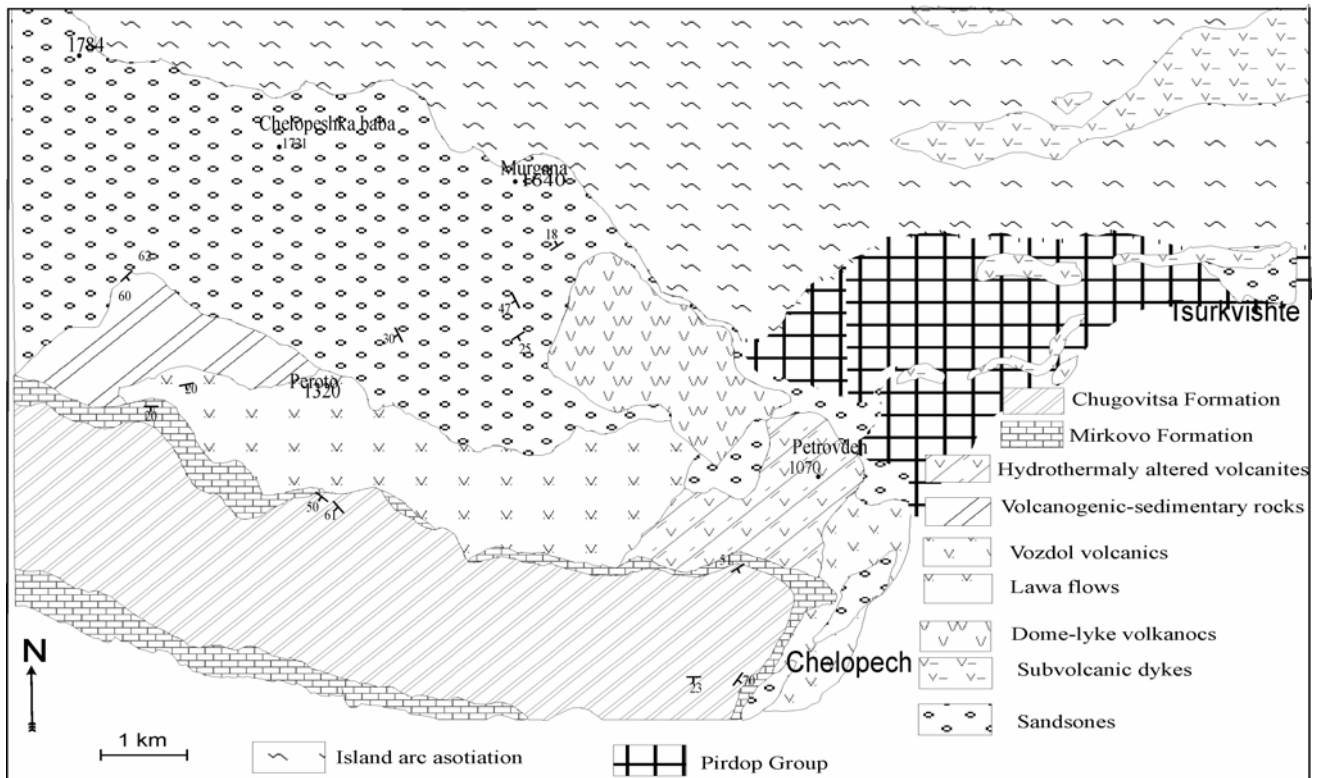 1784
Chelopeshka baba
1721
Murgana
1640
18
62
60
47
30
25
Tsurkvishte
20
Peroto
1320
Chugovitsa Formation
70
Mirkovo Formation
Petrovden
1070
Hydrothermaly altered volcanites
50
61
Volcanogenic-sedimentary rocks
Vozdol volcanics
51
Lawa flows
Dome-lyke volkanocs
N
Chelopech
Subvolcanic dykes
23
70
Sandsones
1 km
Island arc asotiation
Pirdop Group